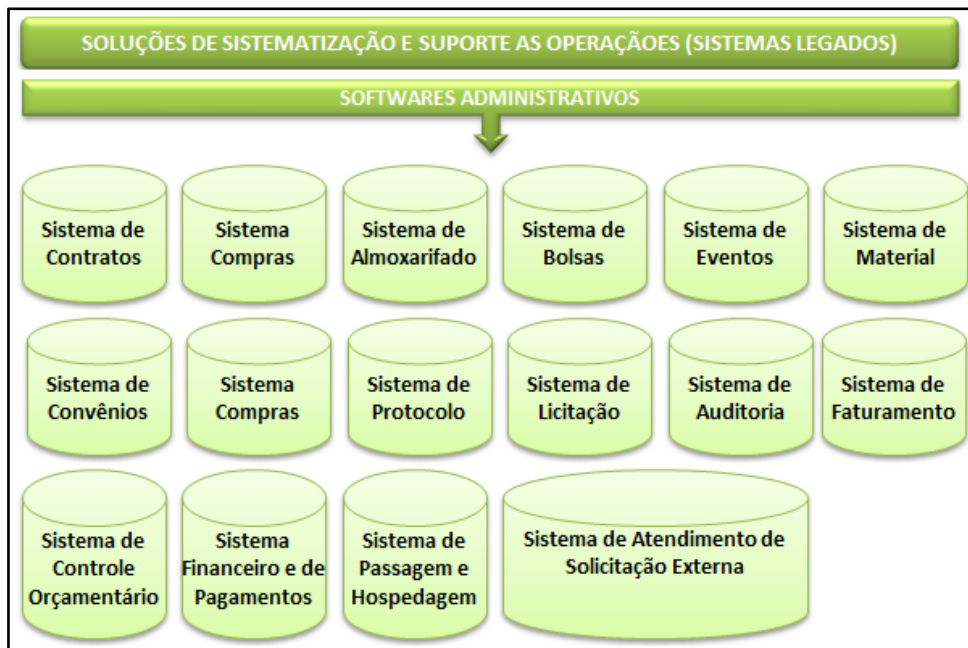 SOLUÇÕES DE SISTEMATIZAÇÃO E SUPORTE AS OPERAÇÃOES (SISTEMAS LEGADOS)
SOFTWARES ADMINISTRATIVOS
Sistema de
Contratos
Sistema
Compras
Sistema de
Almoxarifado
Sistema de
Bolsas
Sistema de
Eventos
Sistema de
Material
Sistema de
Convênios
Sistema
Compras
Sistema de
Protocolo
Sistema de
Licitação
Sistema de
Auditoria
Sistema de
Faturamento
Sistema de
Controle
Orçamentário
Sistema
Financeiro e de
Pagamentos
Sistema de
Passagem e
Hospedagem
Sistema de Atendimento de
Solicitação Externa